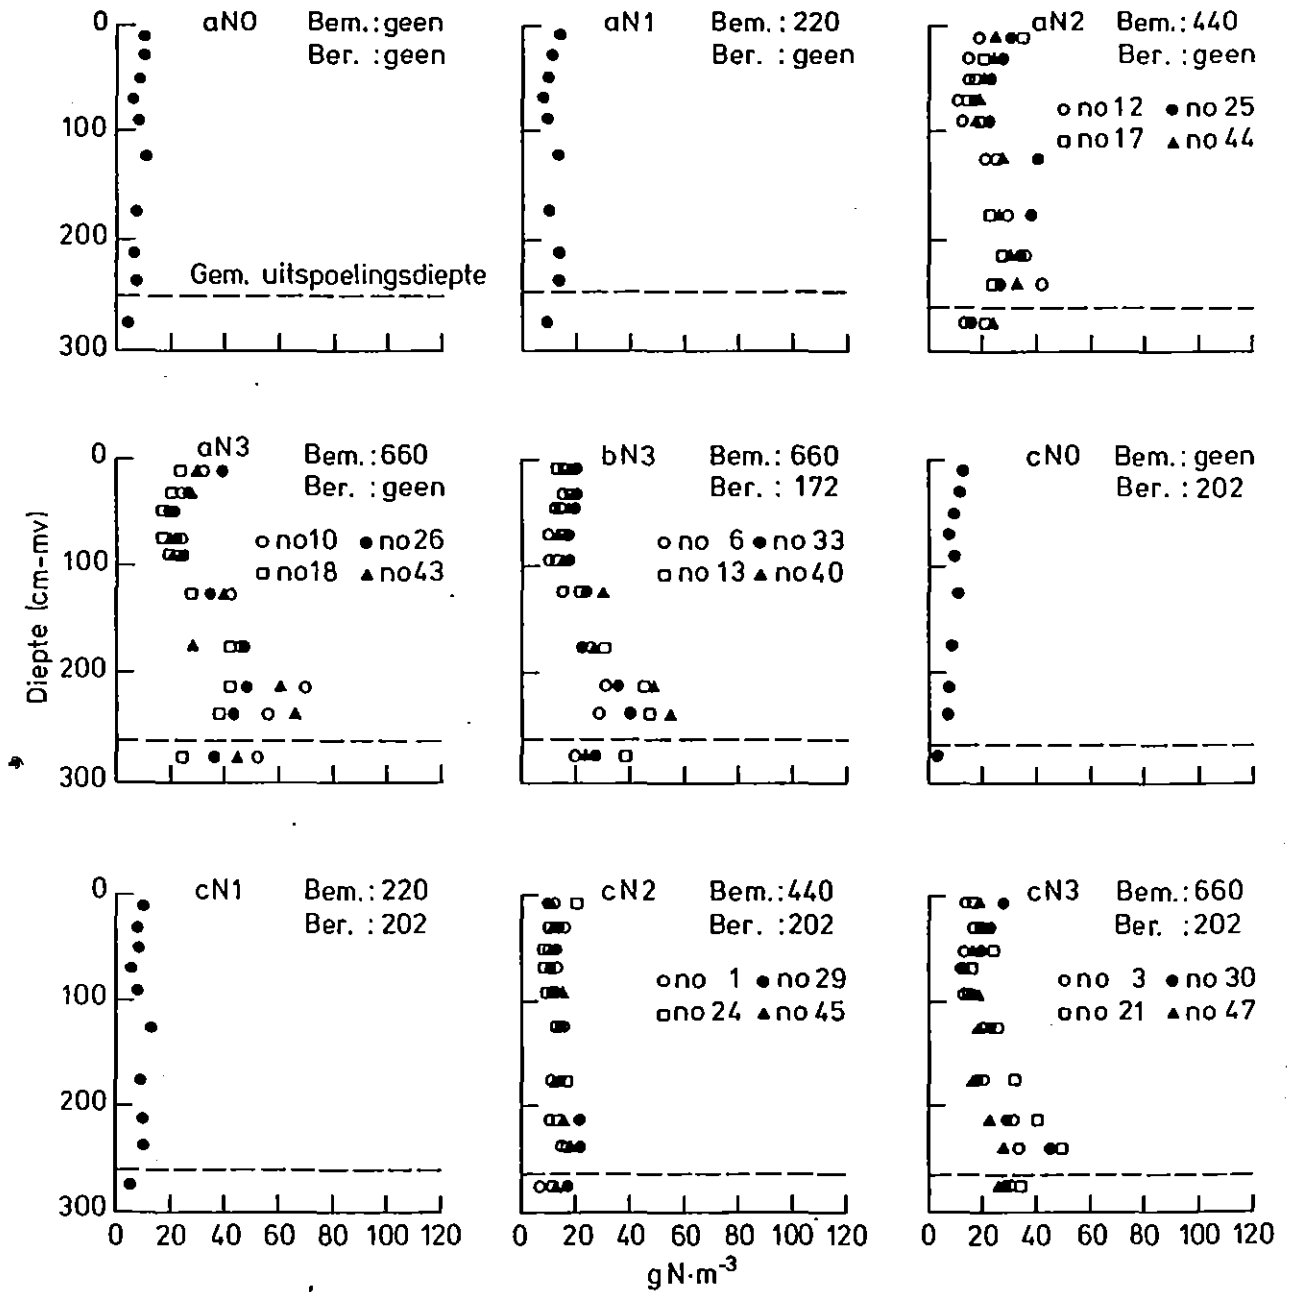 aN0 Bem.: geen
Ber. : geen
0
100
200
300
Gem. uitspoelingsdiepte
aN1 Bem. : 220
Ber. : geen
aN2 Bem.: 440
Ber. : geen
no 12 no 25
no 17 no 44
aN3 Bem.: 660
Ber. : geen
no10 no26
no18 no43
0
100
200
300
Diepte (cm-mv)
bN3 Bem.: 660
Ber. : 172
no 6 no 33
no 13 no 40
cN0 Bem.: geen
Ber. : 202
cN1 Bem.: 220
Ber. : 202
0
100
200
300
cN2 Bem.: 440
Ber. : 202
no 1 no 29
no 24 no 45
cN3 Bem.: 660
Ber. : 202
no 3 no 30
no 21 no 47
0 20 40 60 80 100 120
0 20 40 60 80 100 120
0 20 40 60 80 100 120
gN·m⁻³